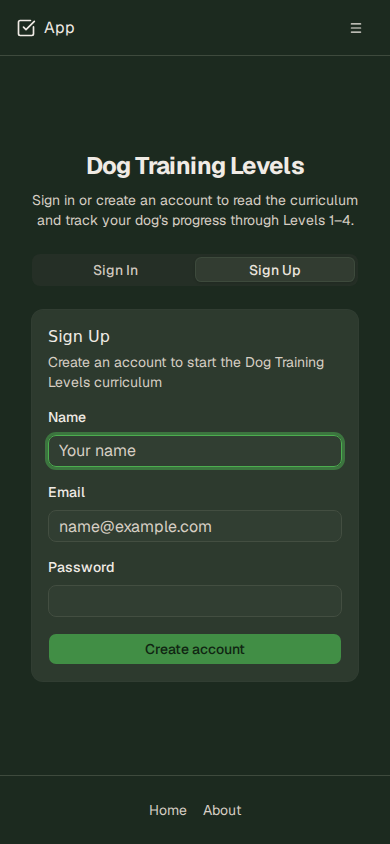 App
Dog Training Levels
Sign in or create an account to read the curriculum
and track your dog's progress through Levels 1–4.
Sign In
Sign Up
Sign Up
Create an account to start the Dog Training
Levels curriculum
Name
Your name
Email
name@example.com
Password
Create account
Home
About